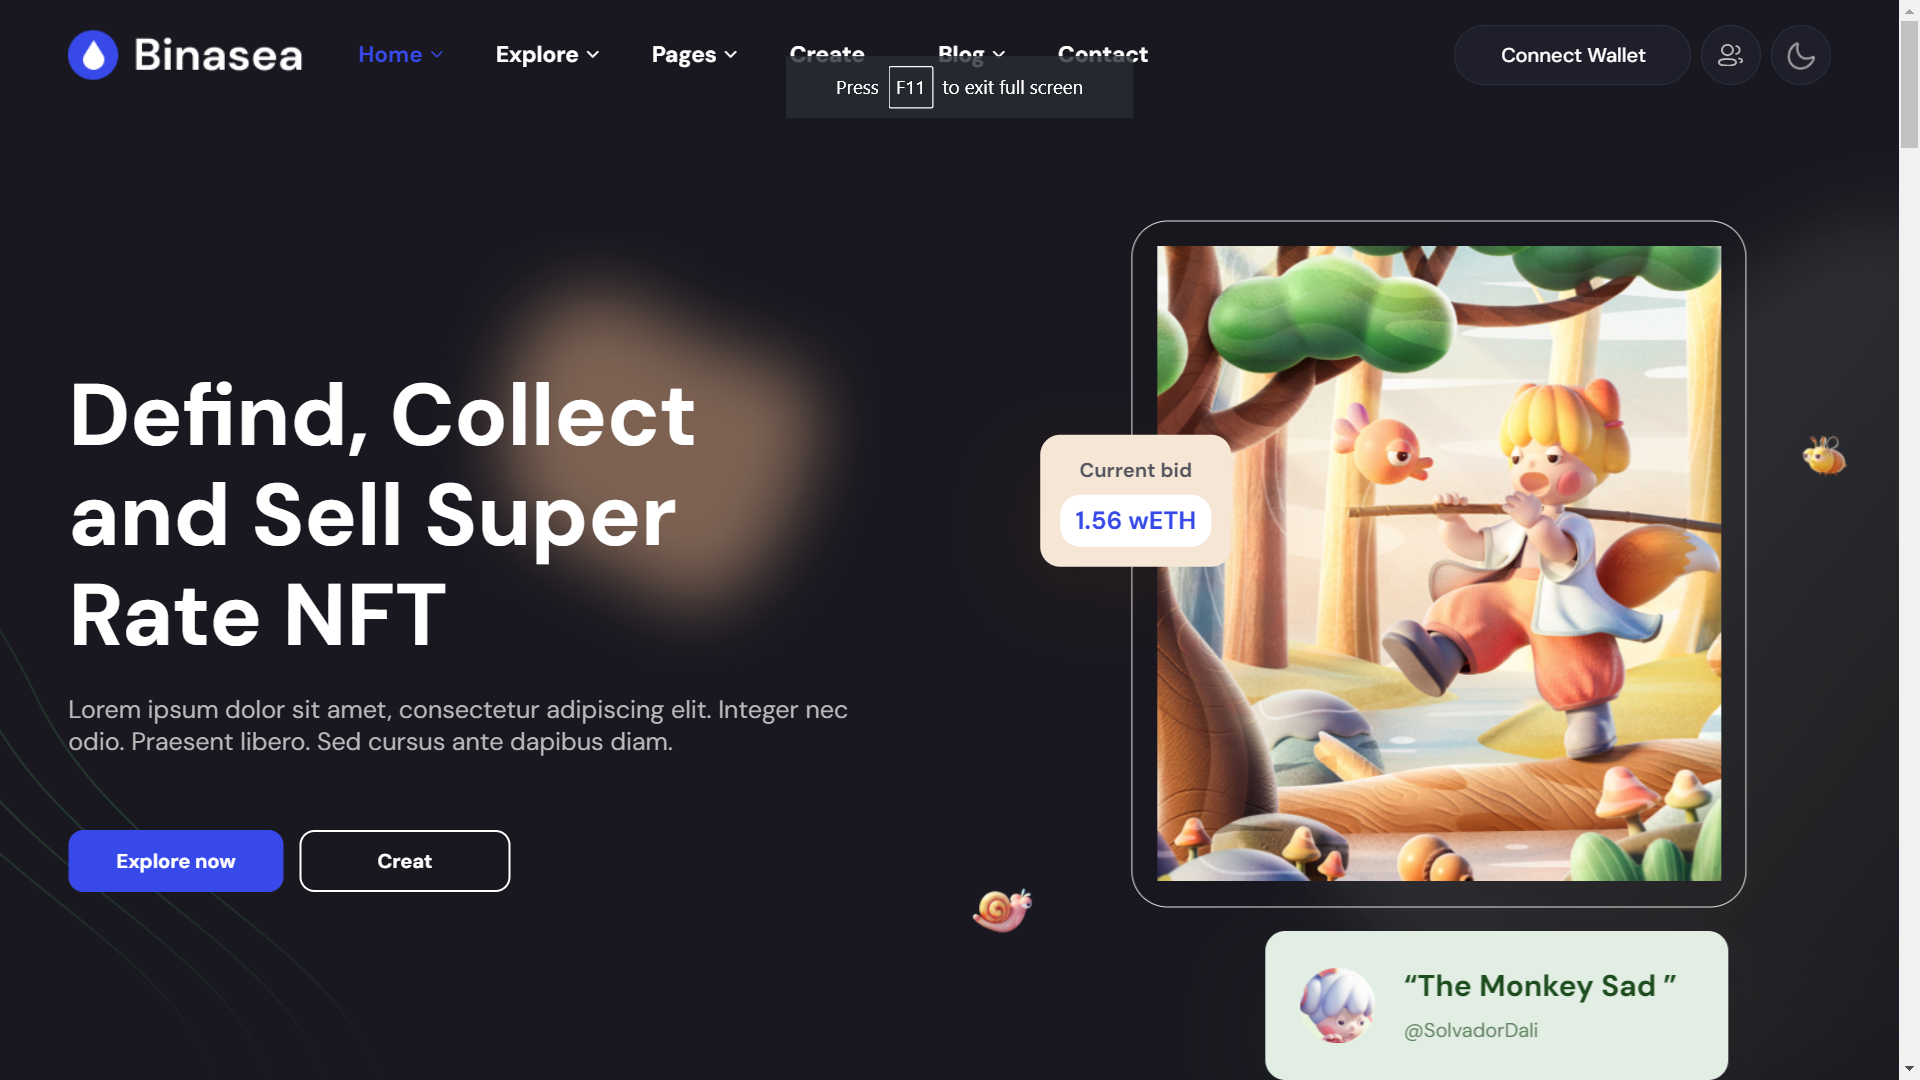 Binasea
Home
Explore
Pages
Create
Blog
Contact
Connect Wallet
Press F11 to exit full screen
Defind, Collect
and Sell Super
Rate NFT
Current bid
1.56 wETH
Lorem ipsum dolor sit amet, consectetur adipiscing elit. Integer nec
odio. Praesent libero. Sed cursus ante dapibus diam.
Explore now
Creat
“The Monkey Sad ”
@SolvadorDali